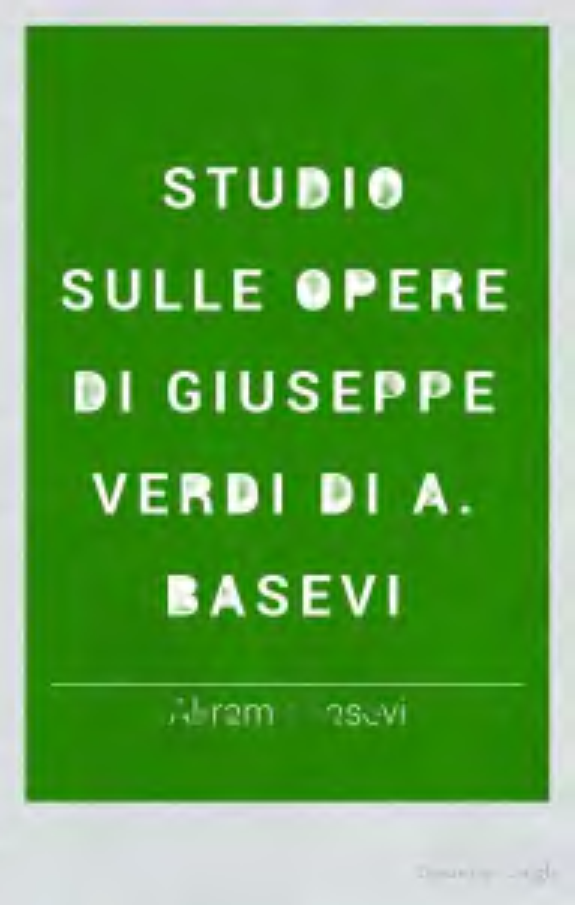 STUDIO
SULLE OPERE
DI GIUSEPPE
VERDI DI A.
BASEVI